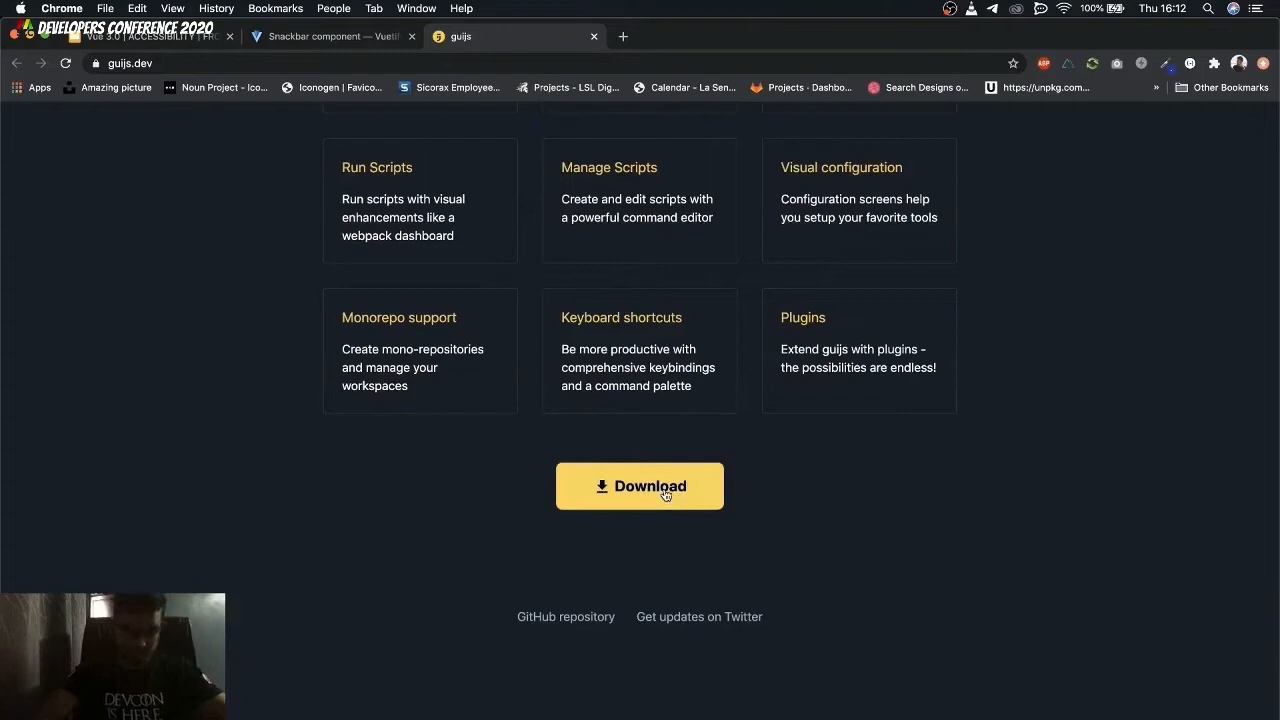 Chrome File Edit View History Bookmarks People Tab Window Help 100% Thu 16:12
DEVELOPERS CONFERENCE 2020
Vue 3.0 | ACCESSIBILITY | FRO
Snackbar component — Vuetif
guijs
guijs.dev
ABP
Apps
Amazing picture
Noun Project - Ico...
Iconogen | Favico...
Sicorax Employee...
Projects - LSL Dig...
Calendar - La Sen...
Projects · Dashbo...
Search Designs o...
https://unpkg.com...
»
Other Bookmarks
Run Scripts
Run scripts with visual
enhancements like a
webpack dashboard
Manage Scripts
Create and edit scripts with
a powerful command editor
Visual configuration
Configuration screens help
you setup your favorite tools
Monorepo support
Create mono-repositories
and manage your
workspaces
Keyboard shortcuts
Be more productive with
comprehensive keybindings
and a command palette
Plugins
Extend guijs with plugins -
the possibilities are endless!
Download
GitHub repository
Get updates on Twitter
DEVCON
IS HERE